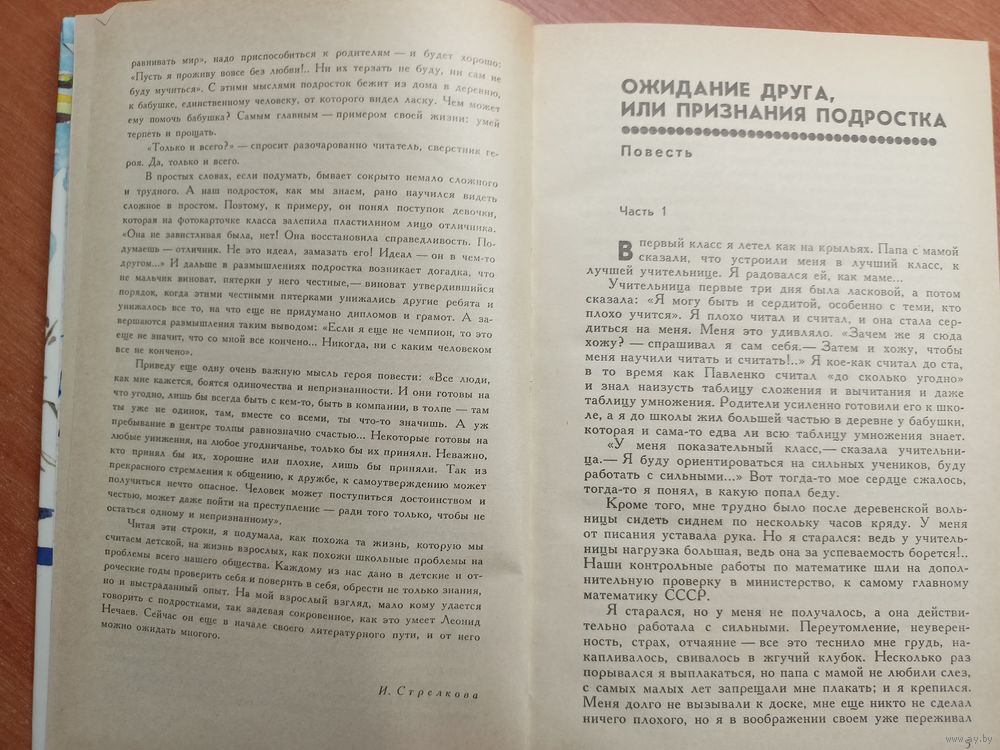 равнивать мир», надо приспособиться к родителям — и будет хорошо:
«Пусть я проживу вовсе без любви!.. Ни их терзать не буду, ни сам не
буду мучиться». С этими мыслями подросток бежит из дома в деревню,
к бабушке, единственному человеку, от которого видел ласку. Чем может
ему помочь бабушка? Самым главным — примером своей жизни: умей
терпеть и прощать.
«Только и всего?» — спросит разочарованно читатель, сверстник ге-
роя. Да, только и всего.
В простых словах, если подумать, бывает сокрыто немало сложного
и трудного. А наш подросток, как мы знаем, рано научился видеть
сложное в простом. Поэтому, к примеру, он понял поступок девочки,
которая на фотокарточке класса залепила пластилином лицо отличника.
«Она не завистливая была, нет! Она восстановила справедливость. По-
думаешь — отличник. Не это идеал, замазать его! Идеал — он в чем-то
другом...» И дальше в размышлениях подростка возникает догадка, что
не мальчик виноват, пятерки у него честные,— виноват утвердившийся
порядок, когда этими честными пятерками унижались другие ребята и
унижалось все то, на что еще не придумано дипломов и грамот. А за-
вершаются размышления таким выводом: «Если я еще не чемпион, то это
еще не значит, что со мной все кончено... Никогда, ни с каким человеком
все не кончено».
Приведу еще одну очень важную мысль героя повести: «Все люди,
как мне кажется, боятся одиночества и непризнанности. И они готовы на
что угодно, лишь бы всегда быть с кем-то, быть в компании, в толпе — там
ты уже не одинок, там, вместе со всеми, ты что-то значишь. А уж
пребывание в центре толпы равнозначно счастью... Некоторые готовы на
любые унижения, на любое угодничанье, только бы их приняли. Неважно,
кто принял бы их, хорошие или плохие, лишь бы приняли. Так из
прекрасного стремления к общению, к дружбе, к самоутверждению может
получиться нечто опасное. Человек может поступиться достоинством и
честью, может даже пойти на преступление — ради того только, чтобы не
остаться одному и непризнанному».
Читая эти строки, я подумала, как похожа та жизнь, которую мы
считаем детской, на жизнь взрослых, как похожи школьные проблемы на
проблемы всего нашего общества. Каждому из нас дано в детские и от-
роческие годы проверить себя и поверить в себя, обрести не только знания,
но и выстраданный опыт. На мой взрослый взгляд, мало кому удается
говорить с подростками, так задевая сокровенное, как это умеет Леонид
Нечаев. Сейчас он еще в начале своего литературного пути, и от него
можно ожидать многого.
И. Стрелкова
ОЖИДАНИЕ ДРУГА,
ИЛИ ПРИЗНАНИЯ ПОДРОСТКА
Повесть
Часть 1
В первый класс я летел как на крыльях. Папа с мамой
сказали, что устроили меня в лучший класс, к
лучшей учительнице. Я радовался ей, как маме...
Учительница первые три дня была ласковой, а потом
сказала: «Я могу быть и сердитой, особенно с теми, кто
плохо учится». Я плохо читал и считал, и она стала сер-
диться на меня. Меня это удивляло. «Зачем же я сюда
хожу? — спрашивал я сам себя.— Затем и хожу, чтобы
меня научили читать и считать!..» Я кое-как считал до ста,
в то время как Павленко считал «до сколько угодно»
и знал наизусть таблицу сложения и вычитания и даже
таблицу умножения. Родители усиленно готовили его к шко-
ле, а я до школы жил большей частью в деревне у бабушки,
которая и сама-то едва ли всю таблицу умножения знает.
«У меня показательный класс,— сказала учительни-
ца.— Я буду ориентироваться на сильных учеников, буду
работать с сильными...» Вот тогда-то мое сердце сжалось,
тогда-то я понял, в какую попал беду.
Кроме того, мне трудно было после деревенской воль-
ницы сидеть сиднем по нескольку часов кряду. У меня
от писания уставала рука. Но я старался: ведь у учитель-
ницы нагрузка большая, ведь она за успеваемость борется!..
Наши контрольные работы по математике шли на допол-
нительную проверку в министерство, к самому главному
математику СССР.
Я старался, но у меня не получалось, а она действи-
тельно работала с сильными. Переутомление, неуверен-
ность, страх, отчаяние — все это теснило мне грудь, на-
капливалось, свивалось в жгучий клубок. Несколько раз
порывался я выплакаться, но папа с мамой не любили слез,
с самых малых лет запрещали мне плакать; и я крепился.
Меня долго не вызывали к доске, мне еще никто не сделал
ничего плохого, но я в воображении своем уже переживал
5
www.ay.by